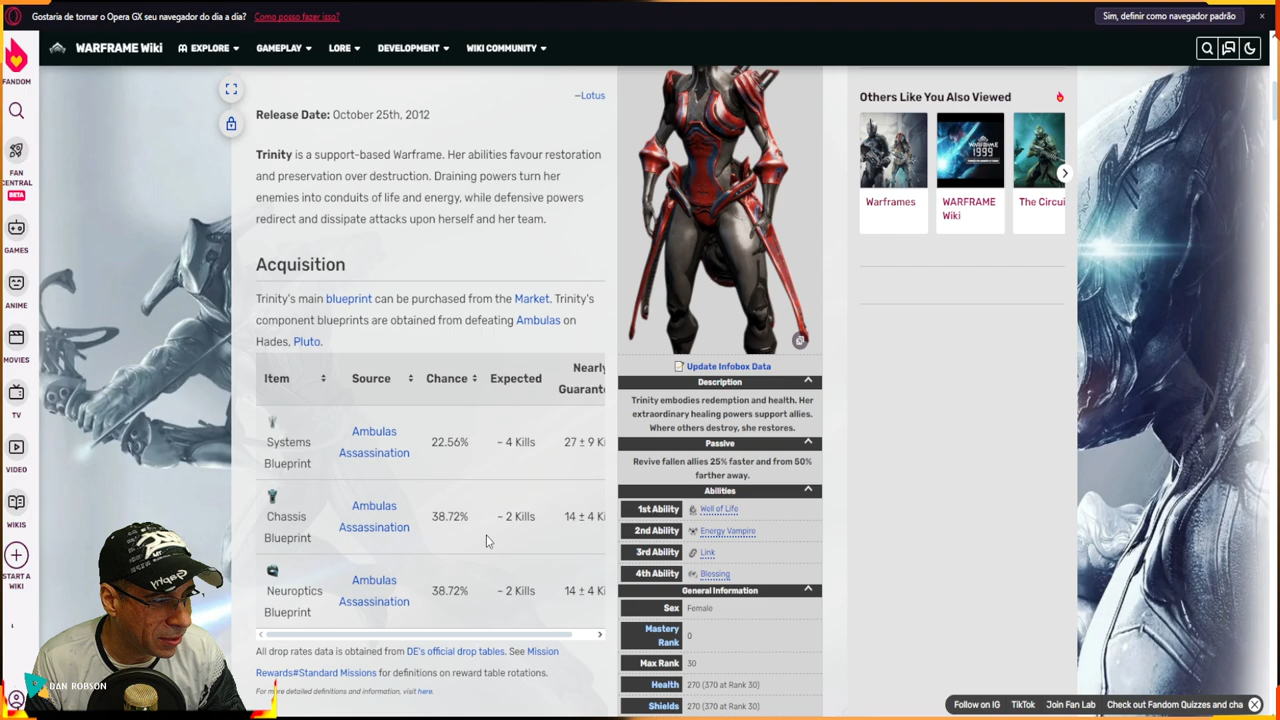 Gostaria de tornar o Opera GX seu navegador do dia a dia? Como posso fazer isso? Sim, definir como navegador padrão
WARFRAME Wiki EXPLORE GAMEPLAY LORE DEVELOPMENT WIKI COMMUNITY
FANDOM
FAN
CENTRAL
BETA
GAMES
ANIME
MOVIES
TV
VIDEO
WIKIS
START A
WIKI
–Lotus
Release Date: October 25th, 2012
Trinity is a support-based Warframe. Her abilities favour restoration
and preservation over destruction. Draining powers turn her
enemies into conduits of life and energy, while defensive powers
redirect and dissipate attacks upon herself and her team.
Acquisition
Trinity's main blueprint can be purchased from the Market. Trinity's
component blueprints are obtained from defeating Ambulas on
Hades, Pluto.
Item Source Chance Expected Nearly
Guarante
Systems
Blueprint
Ambulas
Assassination
22.56% ~ 4 Kills 27 ± 9 Ki
Chassis
Blueprint
Ambulas
Assassination
38.72% ~ 2 Kills 14 ± 4 Ki
Neuroptics
Blueprint
Ambulas
Assassination
38.72% ~ 2 Kills 14 ± 4 Ki
All drop rates data is obtained from DE's official drop tables. See Mission
Rewards#Standard Missions for definitions on reward table rotations.
For more detailed definitions and information, visit here.
Update Infobox Data
Description
Trinity embodies redemption and health. Her
extraordinary healing powers support allies.
Where others destroy, she restores.
Passive
Revive fallen allies 25% faster and from 50%
farther away.
Abilities
1st Ability Well of Life
2nd Ability Energy Vampire
3rd Ability Link
4th Ability Blessing
General Information
Sex Female
Mastery
Rank
0
Max Rank 30
Health 270 (370 at Rank 30)
Shields 270 (370 at Rank 30)
Others Like You Also Viewed
WARFRAME
1999
Warframes
WARFRAME
Wiki
The Circui
DAN ROBSON
Follow on IG TikTok Join Fan Lab Check out Fandom Quizzes and cha